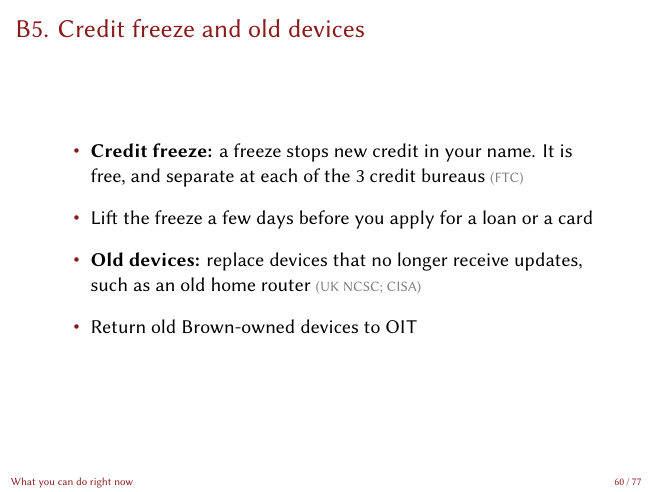 B5. Credit freeze and old devices
• Credit freeze: a freeze stops new credit in your name. It is
free, and separate at each of the 3 credit bureaus (FTC)
• Lift the freeze a few days before you apply for a loan or a card
• Old devices: replace devices that no longer receive updates,
such as an old home router (UK NCSC; CISA)
• Return old Brown-owned devices to OIT
What you can do right now
60 / 77